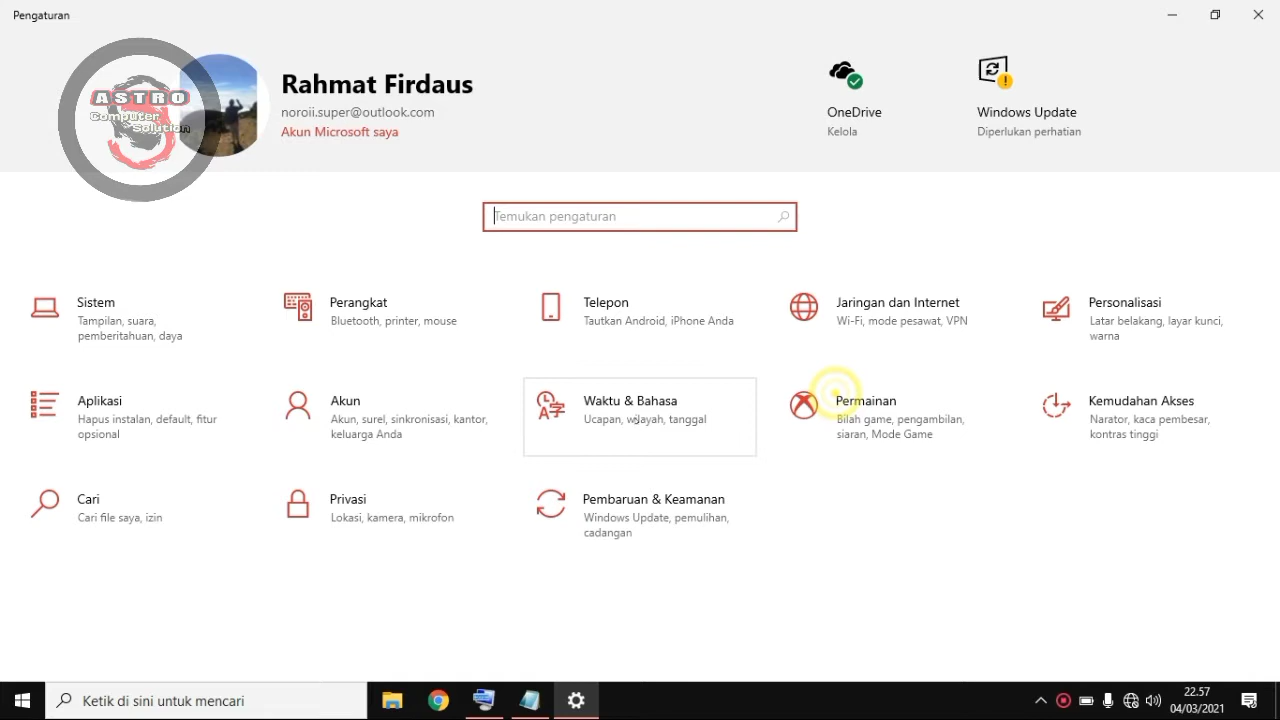 Pengaturan
ASTRO
Computer
Solution
Rahmat Firdaus
noroii.super@outlook.com
Akun Microsoft saya
OneDrive
Kelola
Windows Update
Diperlukan perhatian
Temukan pengaturan
Sistem
Tampilan, suara,
pemberitahuan, daya
Perangkat
Bluetooth, printer, mouse
Telepon
Tautkan Android, iPhone Anda
Jaringan dan Internet
Wi-Fi, mode pesawat, VPN
Personalisasi
Latar belakang, layar kunci,
warna
Aplikasi
Hapus instalan, default, fitur
opsional
Akun
Akun, surel, sinkronisasi, kantor,
keluarga Anda
Waktu & Bahasa
Ucapan, wilayah, tanggal
Permainan
Bilah game, pengambilan,
siaran, Mode Game
Kemudahan Akses
Narator, kaca pembesar,
kontras tinggi
Cari
Cari file saya, izin
Privasi
Lokasi, kamera, mikrofon
Pembaruan & Keamanan
Windows Update, pemulihan,
cadangan
Ketik di sini untuk mencari
22.57
04/03/2021